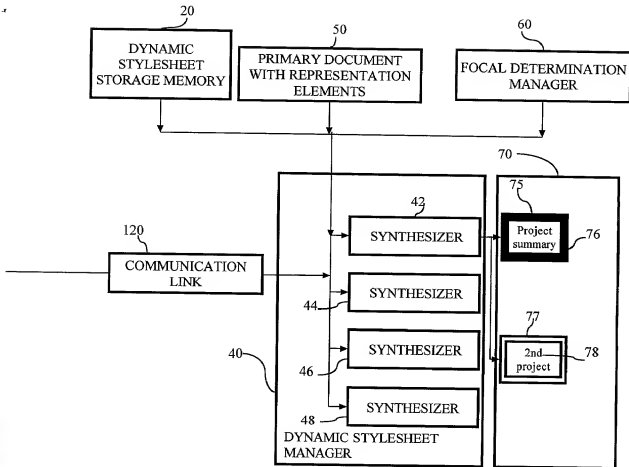 20
50
60
DYNAMIC
STYLESHEET
STORAGE MEMORY
PRIMARY DOCUMENT
WITH REPRESENTATION
ELEMENTS
FOCAL DETERMINATION
MANAGER
70
75
42
120
SYNTHESIZER
Project
summary
76
COMMUNICATION
LINK
SYNTHESIZER
44
77
SYNTHESIZER
2nd
project
78
40
46
SYNTHESIZER
48
DYNAMIC STYLESHEET
MANAGER